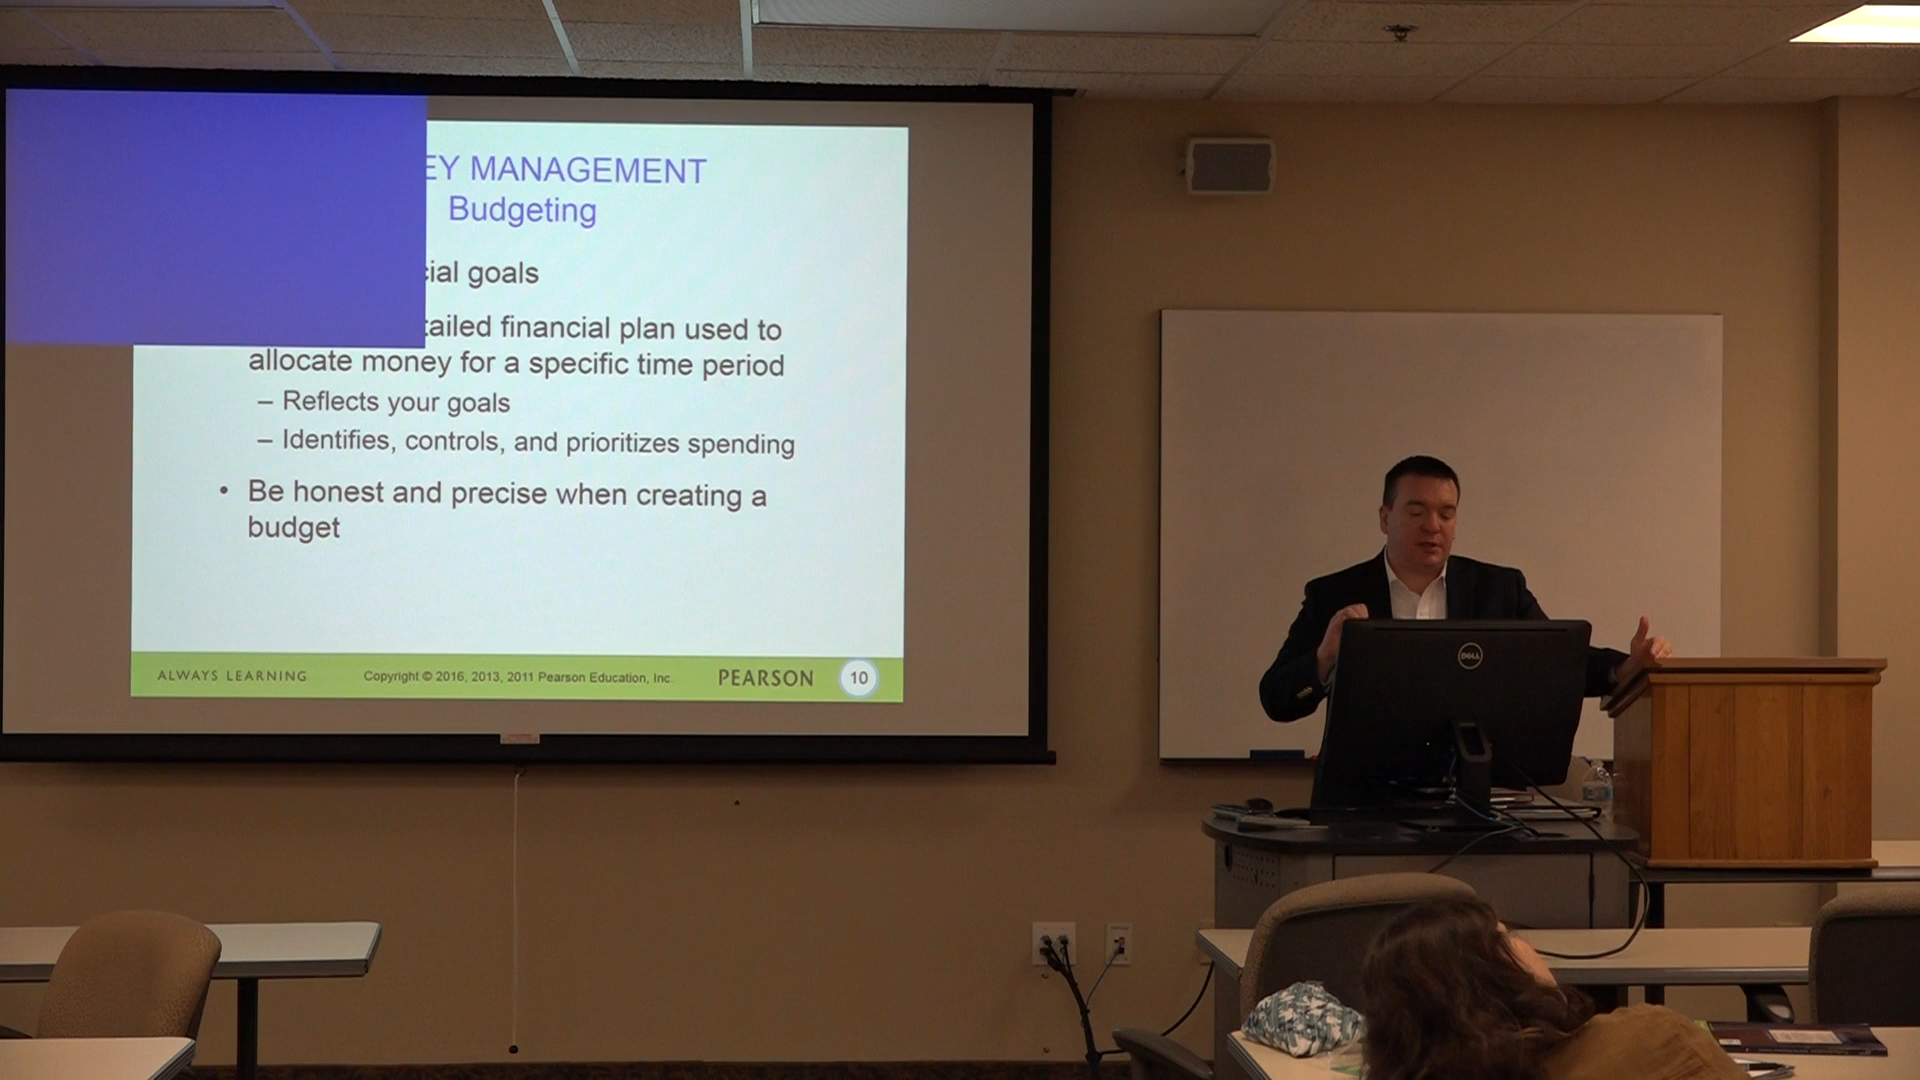 EY MANAGEMENT
Budgeting
cial goals
tailed financial plan used to
allocate money for a specific time period
– Reflects your goals
– Identifies, controls, and prioritizes spending
• Be honest and precise when creating a
budget
ALWAYS LEARNING Copyright © 2016, 2013, 2011 Pearson Education, Inc. PEARSON 10
DELL